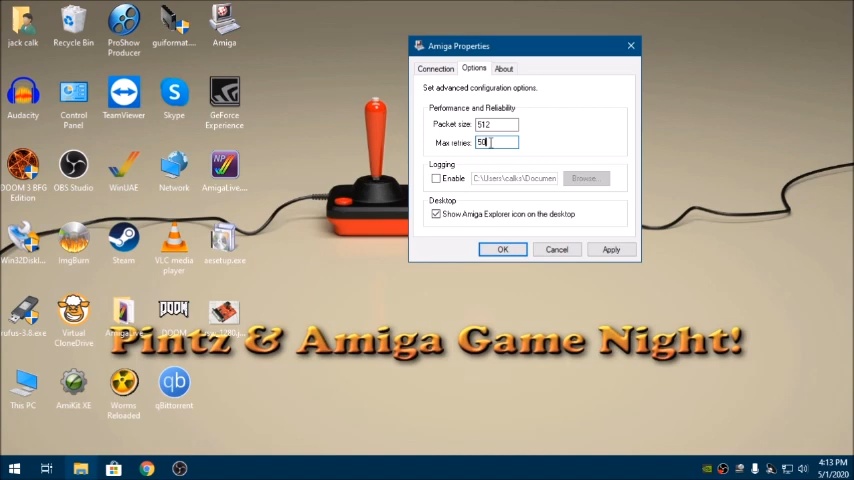 jack calk
Recycle Bin
ProShow
Producer
guiformat....
Amiga
Audacity
Control
Panel
TeamViewer
Skype
GeForce
Experience
DOOM 3 BFG
Edition
OBS Studio
WinUAE
Network
AmigaLive....
Win32DiskI...
ImgBurn
Steam
VLC media
player
aesetup.exe
rufus-3.8.exe
Virtual
CloneDrive
AmigaLive
DOOM
This PC
AmiKit XE
Worms
Reloaded
qBittorrent
Amiga Properties
Connection
Options
About
Set advanced configuration options.
Performance and Reliability
Packet size:
512
Max retries:
50
Logging
Enable
C:\Users\calks\Documen
Browse...
Desktop
Show Amiga Explorer icon on the desktop
OK
Cancel
Apply
Pintz & Amiga Game Night!
4:13 PM
5/1/2020